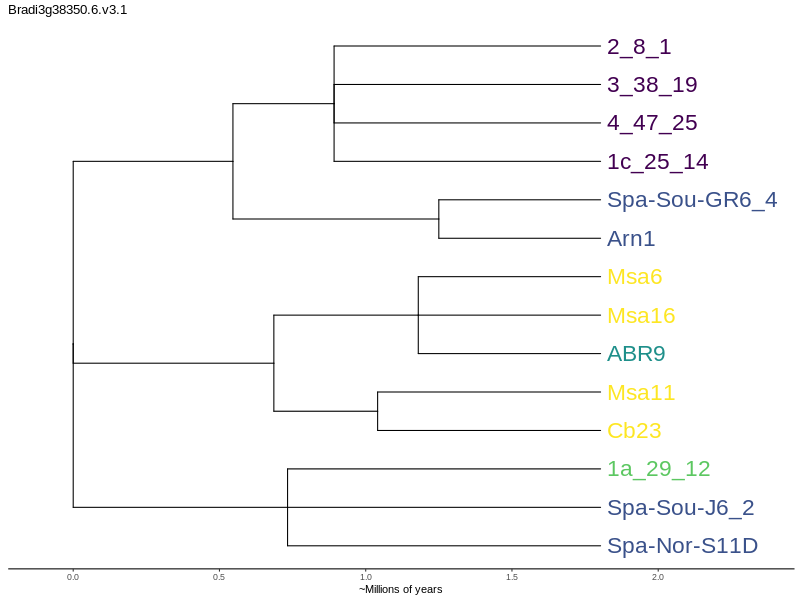 Bradi3g38350.6.v3.1
2_8_1
3_38_19
4_47_25
1c_25_14
Spa-Sou-GR6_4
Arn1
Msa6
Msa16
ABR9
Msa11
Cb23
1a_29_12
Spa-Sou-J6_2
Spa-Nor-S11D
0.0 0.5 1.0 1.5 2.0
~Millions of years